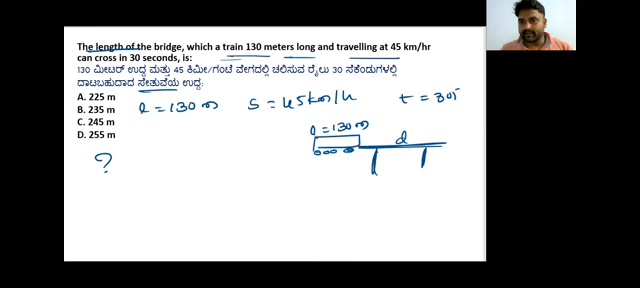 The length of the bridge, which a train 130 meters long and travelling at 45 km/hr
can cross in 30 seconds, is:
130 ಮೀಟರ್ ಉದ್ದ ಮತ್ತು 45 ಕಿಮೀ/ಗಂಟೆ ವೇಗದಲ್ಲಿ ಚಲಿಸುವ ರೈಲು 30 ಸೆಕೆಂಡುಗಳಲ್ಲಿ
ದಾಟಬಹುದಾದ ಸೇತುವೆಯ ಉದ್ದ:
A. 225 m
B. 235 m
C. 245 m
D. 255 m
l = 130 m S = 45 km/h t = 30s
l = 130 m
d
?